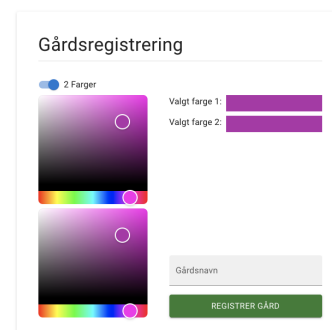 Gårdsregistrering
2 Farger
Valgt farge 1:
Valgt farge 2:
Gårdsnavn
REGISTRER GÅRD